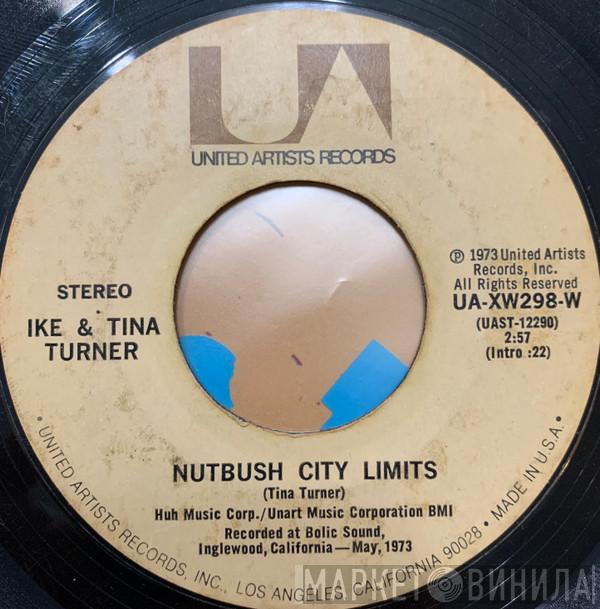 UA
UNITED ARTISTS RECORDS
℗ 1973 United Artists
Records, Inc.
All Rights Reserved
UA-XW298-W
(UAST-12290)
2:57
(Intro :22)
STEREO
IKE & TINA
TURNER
NUTBUSH CITY LIMITS
(Tina Turner)
Huh Music Corp./Unart Music Corporation BMI
Recorded at Bolic Sound,
Inglewood, California—May, 1973
• UNITED ARTISTS RECORDS, INC., LOS ANGELES, CALIFORNIA 90028 • MADE IN U.S.A. •
МАРКЕТ ВИНИЛА